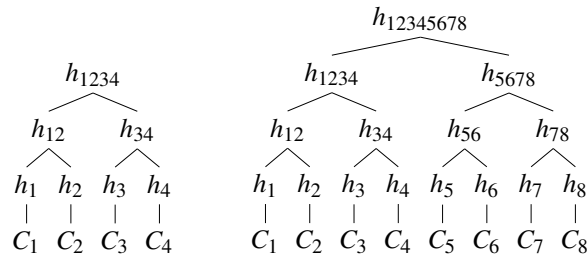 h12345678
h1234 h1234 h5678
h12 h34 h12 h34 h56 h78
h1 h2 h3 h4 h1 h2 h3 h4 h5 h6 h7 h8
C1 C2 C3 C4 C1 C2 C3 C4 C5 C6 C7 C8